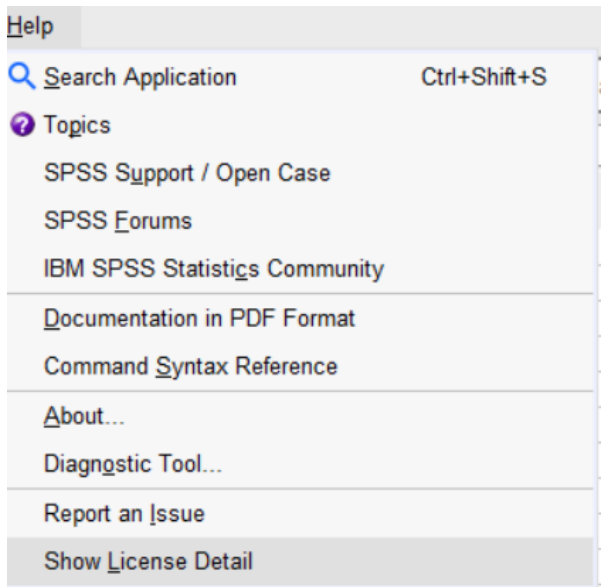 Help
Search Application Ctrl+Shift+S
Topics
SPSS Support / Open Case
SPSS Forums
IBM SPSS Statistics Community
Documentation in PDF Format
Command Syntax Reference
About...
Diagnostic Tool...
Report an Issue
Show License Detail